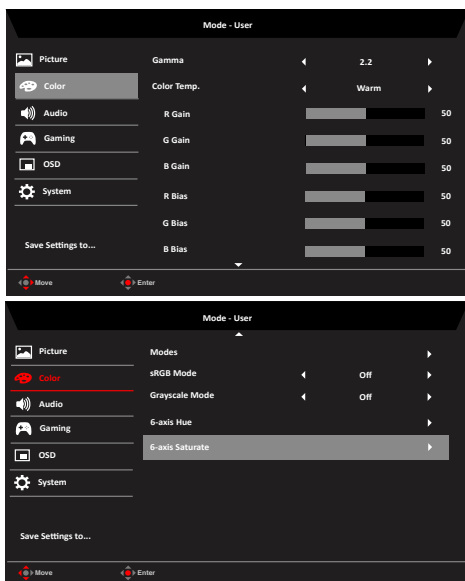 Mode - User
Picture
Gamma 2.2
Color
Color Temp. Warm
Audio
R Gain 50
Gaming
G Gain 50
OSD
B Gain 50
System
R Bias 50
G Bias 50
Save Settings to...
B Bias 50
Move Enter
Mode - User
Picture
Modes
Color
sRGB Mode Off
Audio
Grayscale Mode Off
Gaming
6-axis Hue
OSD
6-axis Saturate
System
Save Settings to...
Move Enter